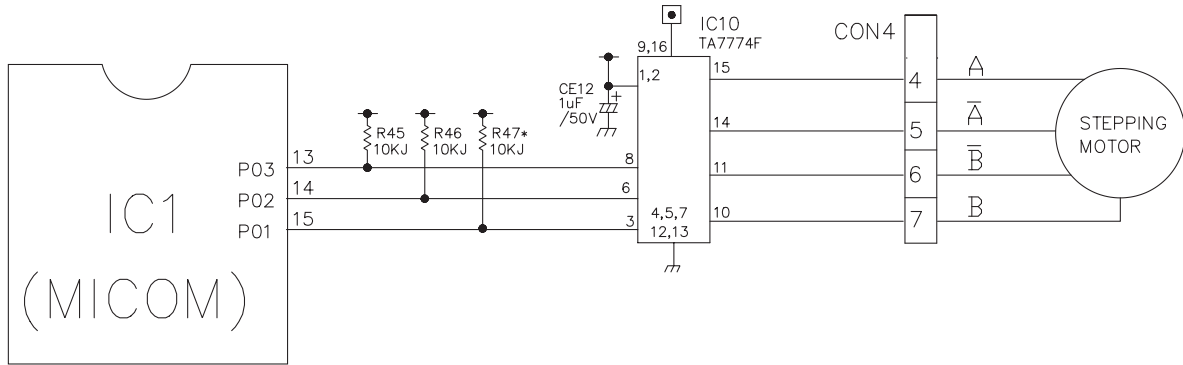 IC10
TA7774F
9,16
1,2
CE12
1uF
/50V
+
15
14
11
10
8
6
3
4,5,7
12,13
CON4
4
5
6
7
A
A̅
B̅
B
STEPPING
MOTOR
R45
10KJ
R46
10KJ
R47*
10KJ
P03 13
P02 14
P01 15
IC1
(MICOM)